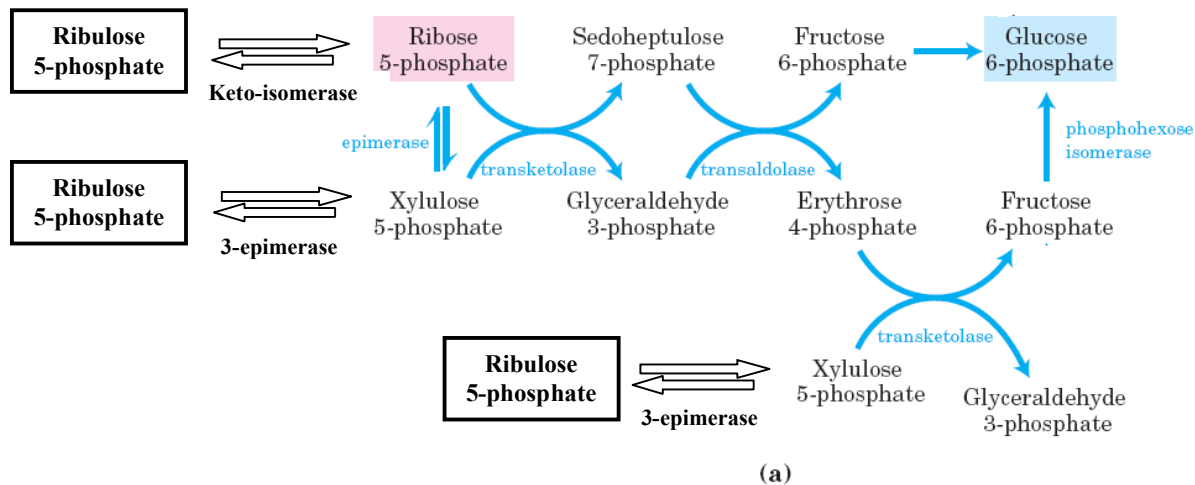 Ribulose
5-phosphate
Keto-isomerase
Ribose
5-phosphate
Sedoheptulose
7-phosphate
Fructose
6-phosphate
Glucose
6-phosphate
epimerase
transketolase
transaldolase
phosphohexose
isomerase
Ribulose
5-phosphate
3-epimerase
Xylulose
5-phosphate
Glyceraldehyde
3-phosphate
Erythrose
4-phosphate
Fructose
6-phosphate
transketolase
Ribulose
5-phosphate
3-epimerase
Xylulose
5-phosphate
Glyceraldehyde
3-phosphate
(a)